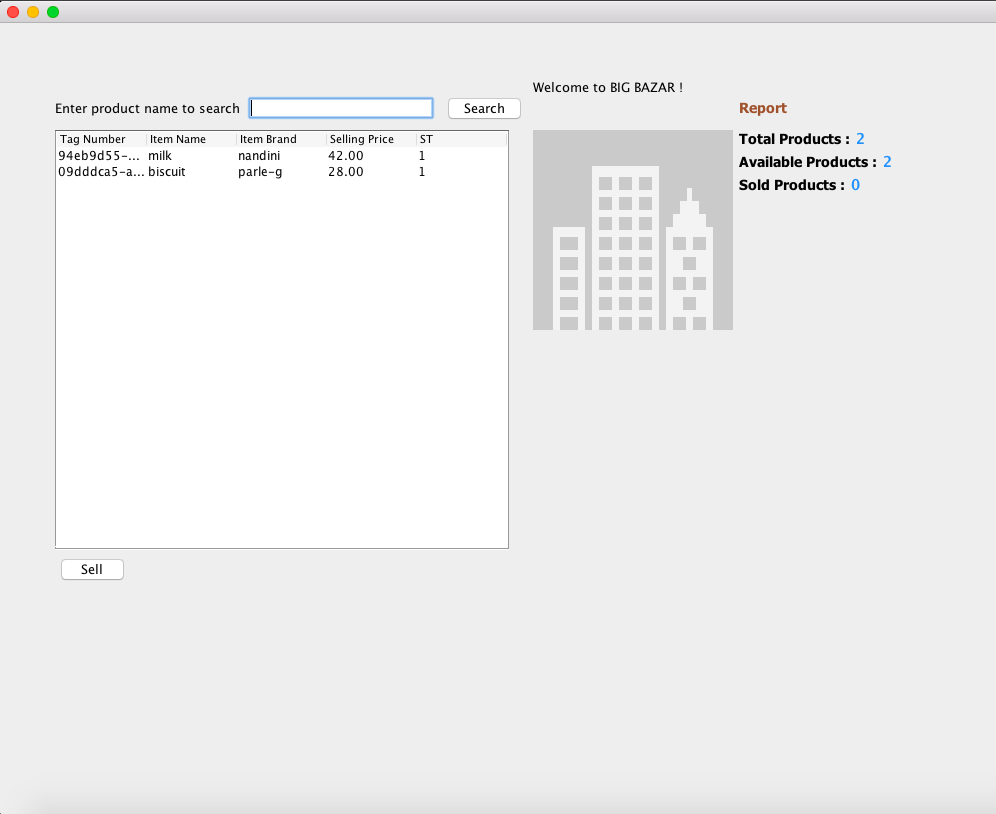 Welcome to BIG BAZAR !
Enter product name to search Search
Report
Tag Number Item Name Item Brand Selling Price ST
94eb9d55-... milk nandini 42.00 1
09dddca5-a... biscuit parle-g 28.00 1
Total Products : 2
Available Products : 2
Sold Products : 0
Sell